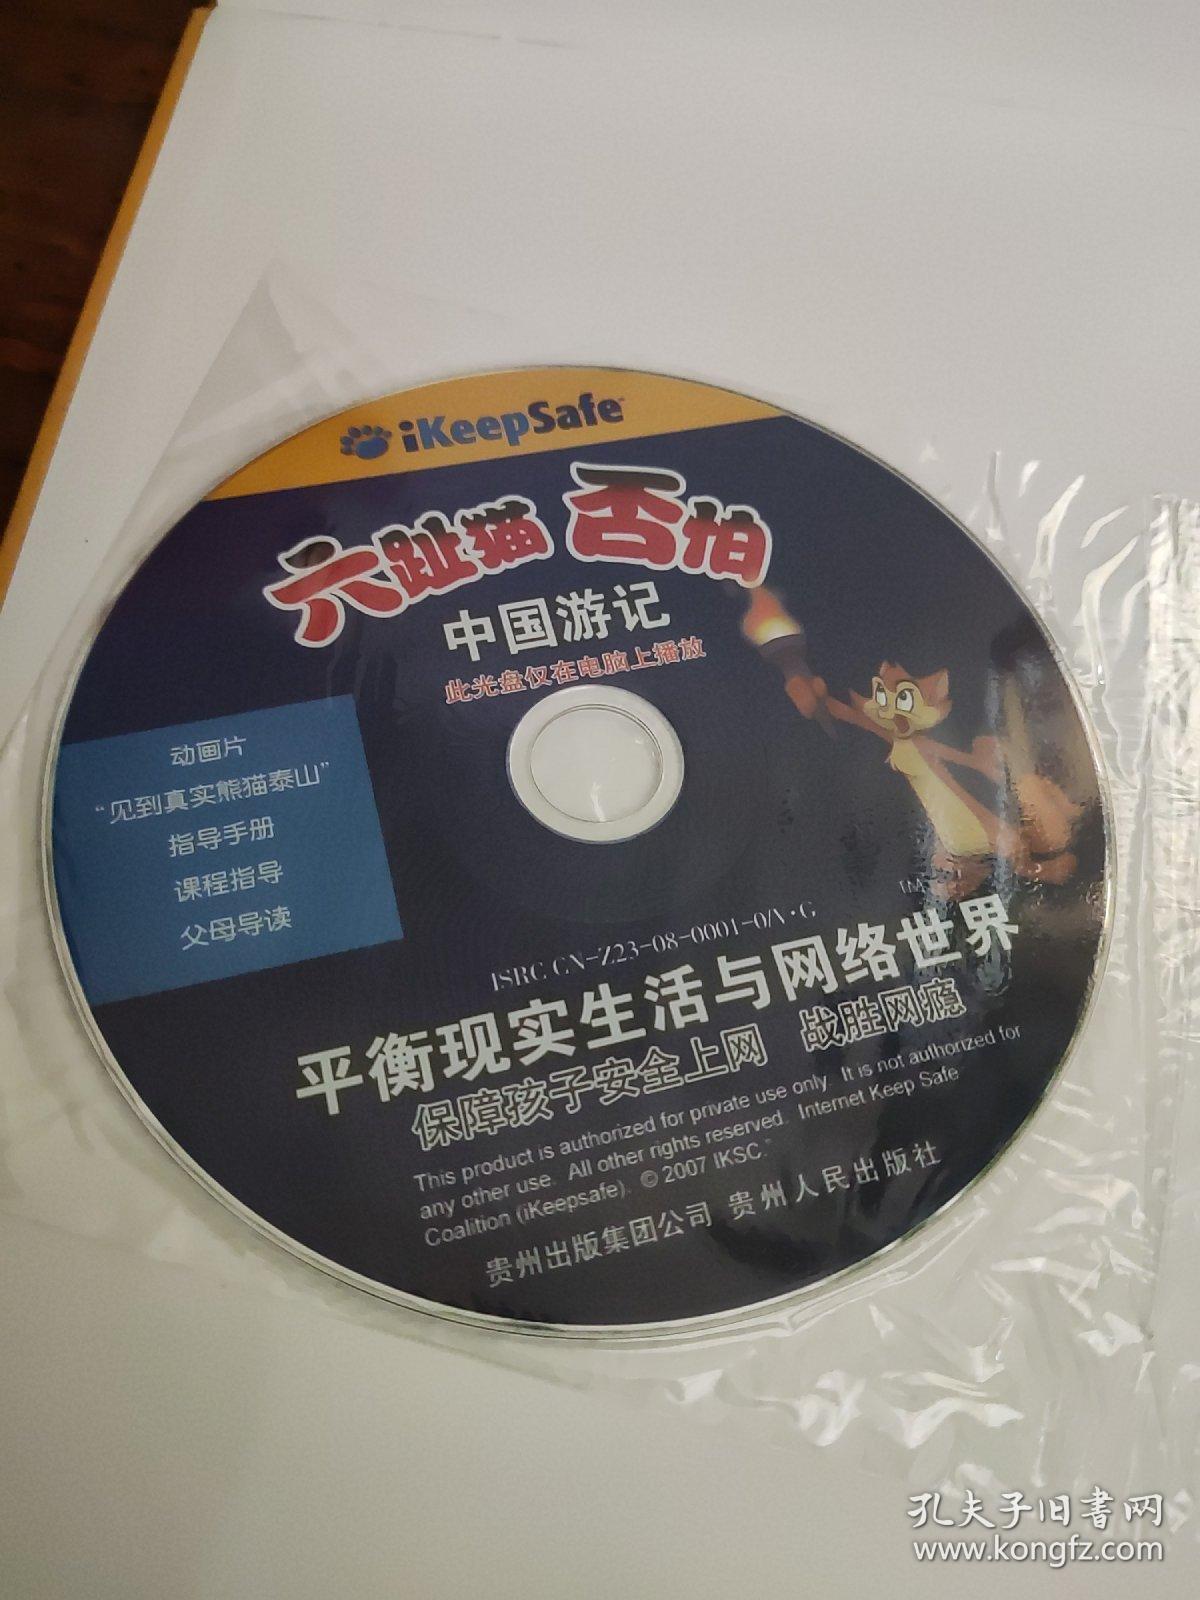 iKeepSafe™
六趾猫 否怕
中国游记
此光盘仅在电脑上播放
动画片
“见到真实熊猫泰山”
指导手册
课程指导
父母导读
TM
ISRC CN-Z23-08-0001-0/V·G
平衡现实生活与网络世界
保障孩子安全上网 战胜网瘾
This product is authorized for private use only. It is not authorized for
any other use. All other rights reserved. Internet Keep Safe
Coalition (iKeepsafe). © 2007 IKSC."
贵州出版集团公司 贵州人民出版社
孔夫子旧书网
www.kongfz.com